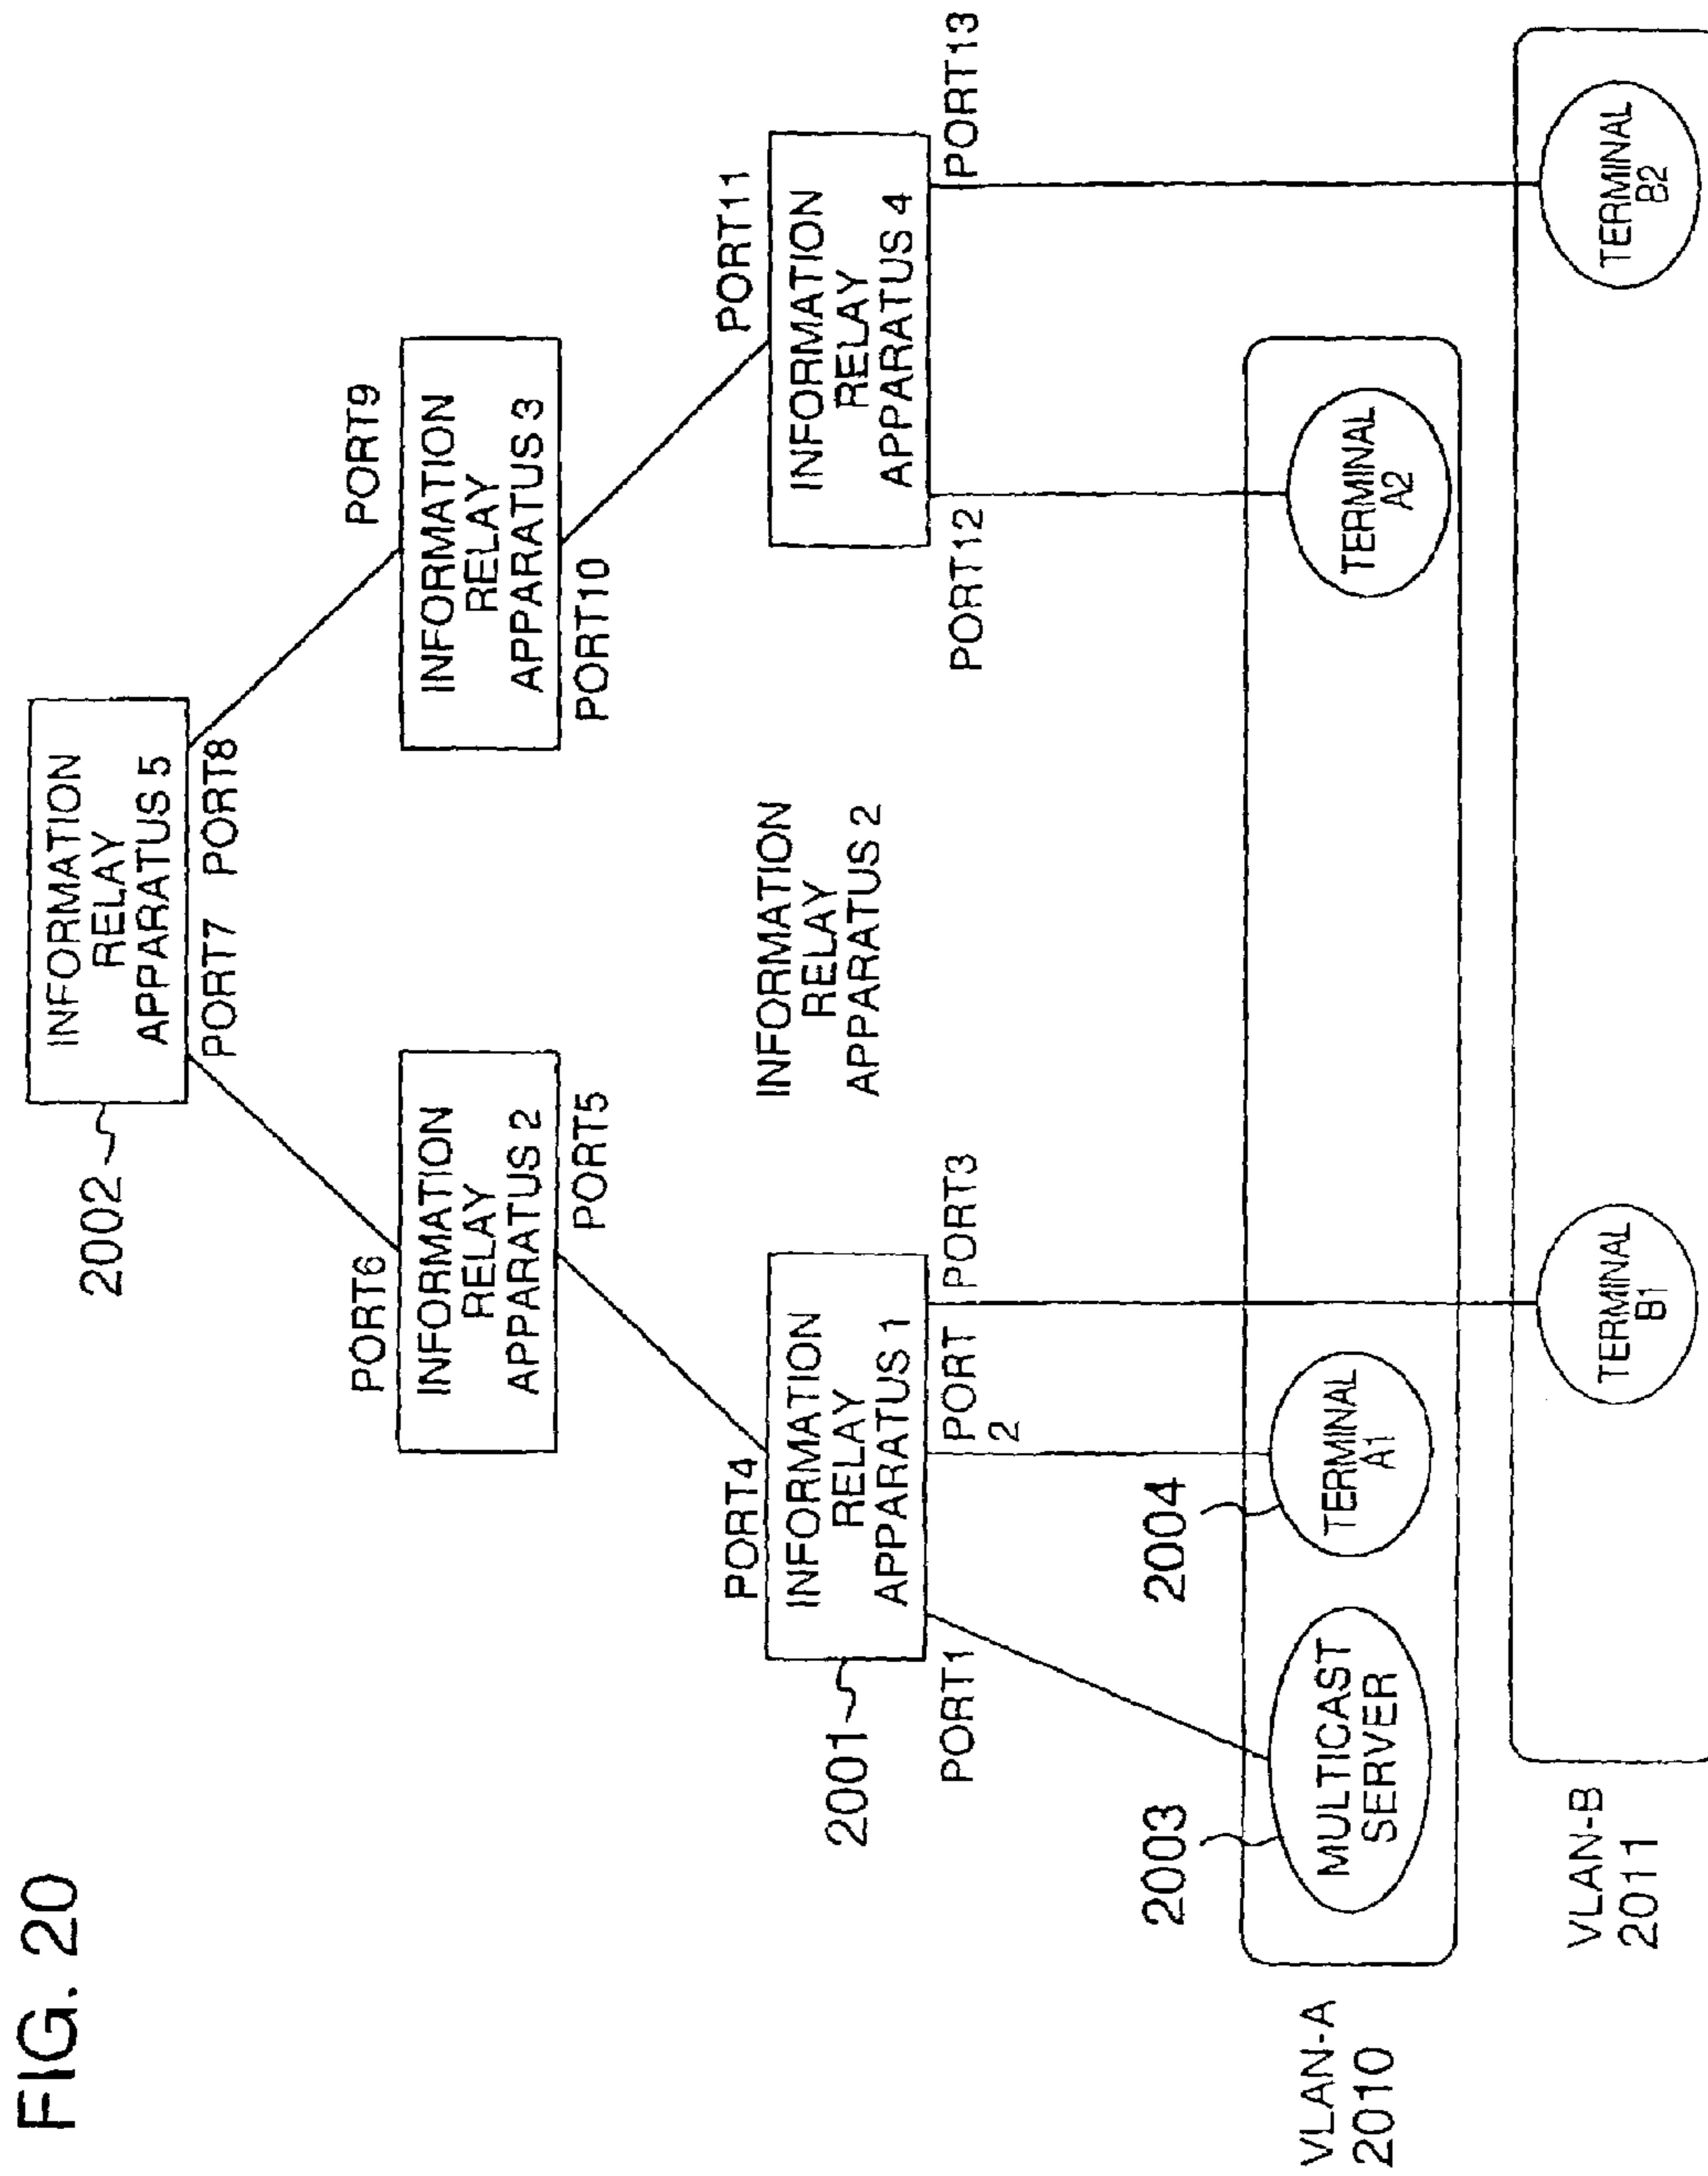 FIG. 20
INFORMATION
RELAY
APPARATUS 5
2002
PORT7
PORT8
PORT6
PORT9
INFORMATION
RELAY
APPARATUS 2
INFORMATION
RELAY
APPARATUS 3
PORT5
PORT10
PORT4
INFORMATION
RELAY
APPARATUS 2
PORT11
INFORMATION
RELAY
APPARATUS 1
INFORMATION
RELAY
APPARATUS 4
2001
PORT1
PORT
2
PORT3
PORT12
PORT13
2003
2004
VLAN-A
2010
MULTICAST
SERVER
TERMINAL
A1
TERMINAL
A2
VLAN-B
2011
TERMINAL
B1
TERMINAL
B2